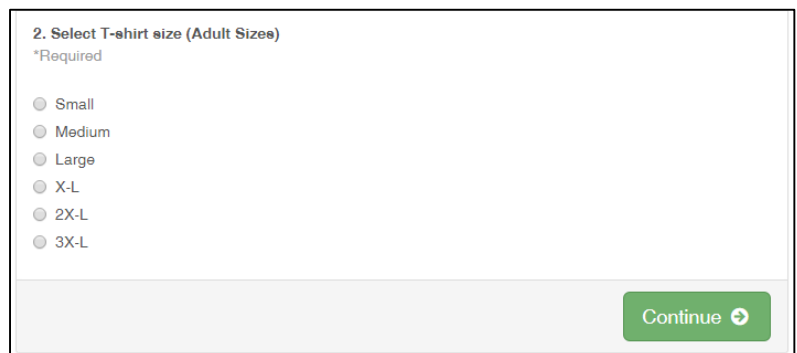 2. Select T-shirt size (Adult Sizes)
*Required
Small
Medium
Large
X-L
2X-L
3X-L
Continue